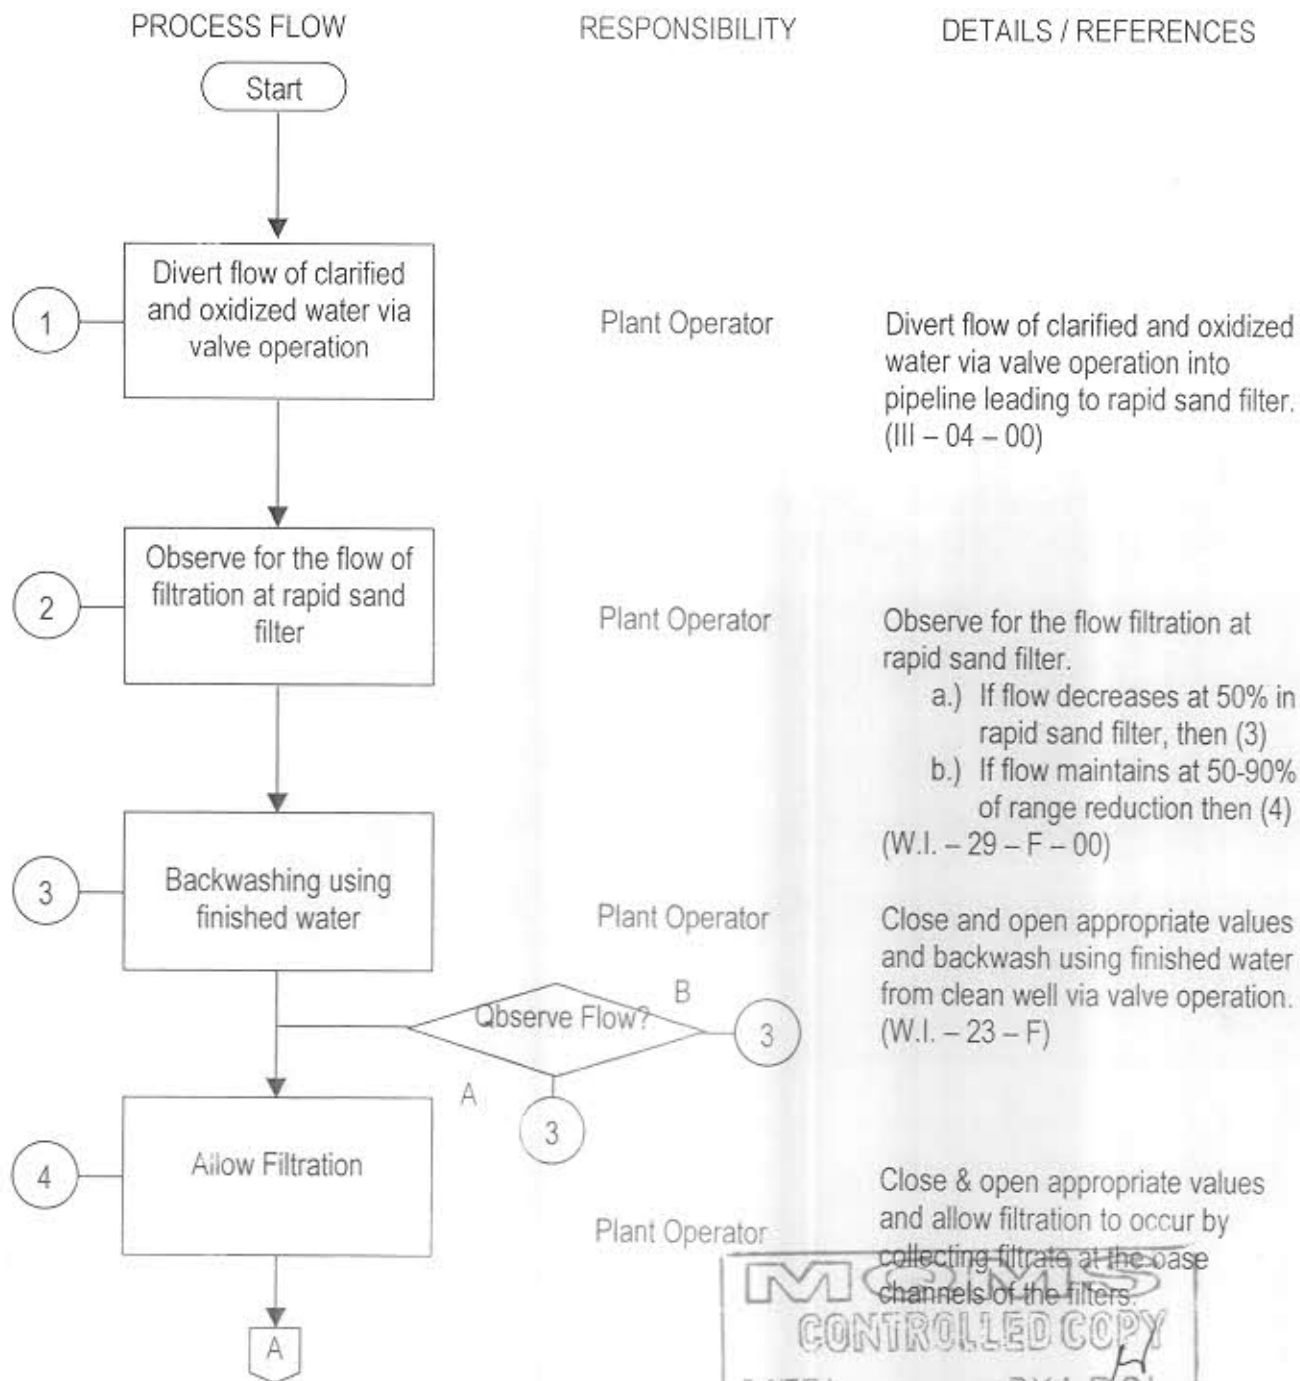 PROCESS FLOW
RESPONSIBILITY
DETAILS / REFERENCES
Start
1
Divert flow of clarified
and oxidized water via
valve operation
Plant Operator
Divert flow of clarified and oxidized
water via valve operation into
pipeline leading to rapid sand filter.
(III – 04 – 00)
2
Observe for the flow of
filtration at rapid sand
filter
Plant Operator
Observe for the flow filtration at
rapid sand filter.
a.) If flow decreases at 50% in
rapid sand filter, then (3)
b.) If flow maintains at 50-90%
of range reduction then (4)
(W.I. – 29 – F – 00)
3
Backwashing using
finished water
Plant Operator
Close and open appropriate values
and backwash using finished water
from clean well via valve operation.
(W.I. – 23 – F)
Qbserve Flow?
B
3
A
3
4
Allow Filtration
Plant Operator
Close & open appropriate values
and allow filtration to occur by
collecting filtrate at the base
channels of the filters.
A
CONTROLLED COPY